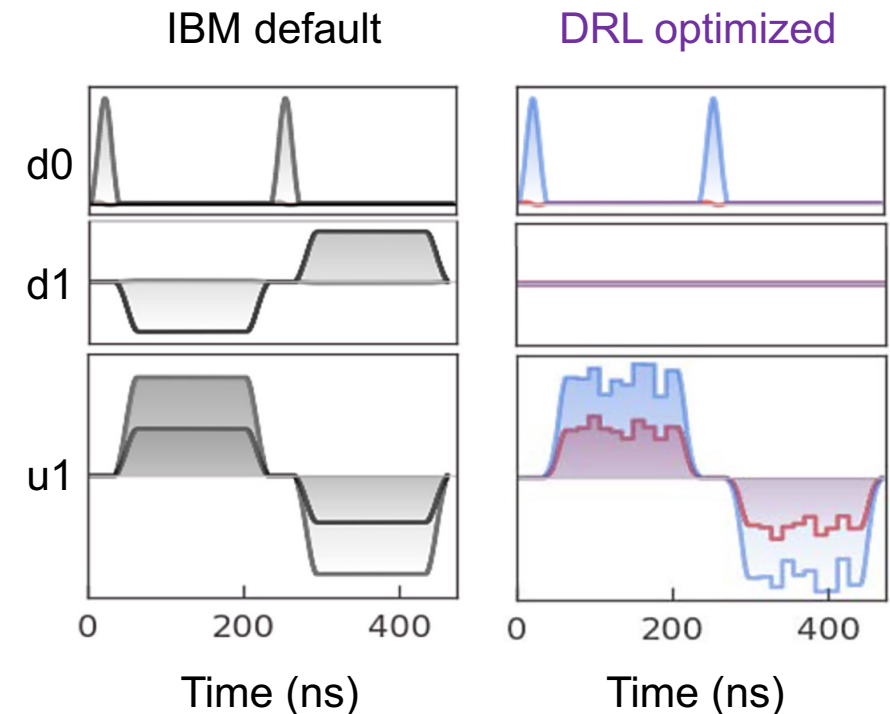 IBM default
DRL optimized
d0
d1
u1
0 200 400
0 200 400
Time (ns)
Time (ns)